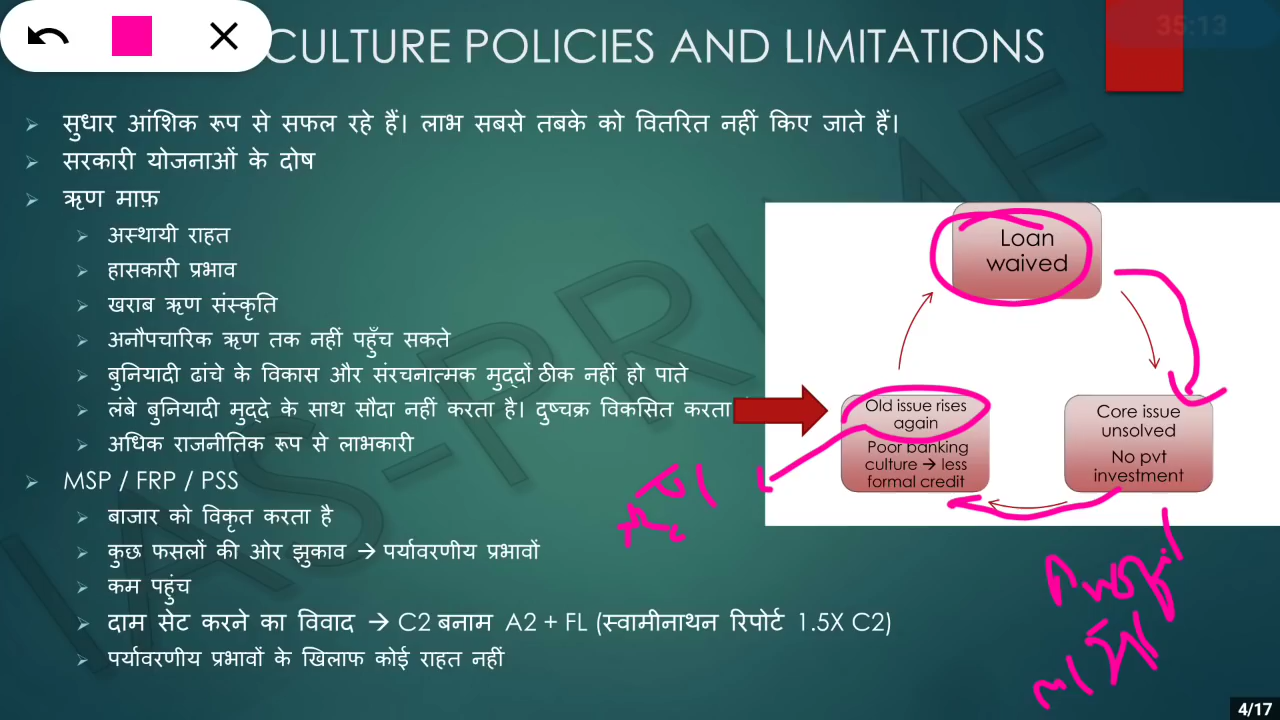 CULTURE POLICIES AND LIMITATIONS
35:13
सुधार आंशिक रूप से सफल रहे हैं। लाभ सबसे तबके को वितरित नहीं किए जाते हैं।
सरकारी योजनाओं के दोष
ऋण माफ़
अस्थायी राहत
हासकारी प्रभाव
खराब ऋण संस्कृति
अनौपचारिक ऋण तक नहीं पहुँच सकते
बुनियादी ढांचे के विकास और संरचनात्मक मुद्दों ठीक नहीं हो पाते
लंबे बुनियादी मुद्दे के साथ सौदा नहीं करता है। दुष्चक्र विकसित करता
अधिक राजनीतिक रूप से लाभकारी
MSP / FRP / PSS
बाजार को विकृत करता है
कुछ फसलों की ओर झुकाव → पर्यावरणीय प्रभावों
कम पहुंच
दाम सेट करने का विवाद → C2 बनाम A2 + FL (स्वामीनाथन रिपोर्ट 1.5X C2)
पर्यावरणीय प्रभावों के खिलाफ कोई राहत नहीं
Loan
waived
Old issue rises
again
Poor banking
culture → less
formal credit
Core issue
unsolved
No pvt
investment
IAS-PRIME
4/17